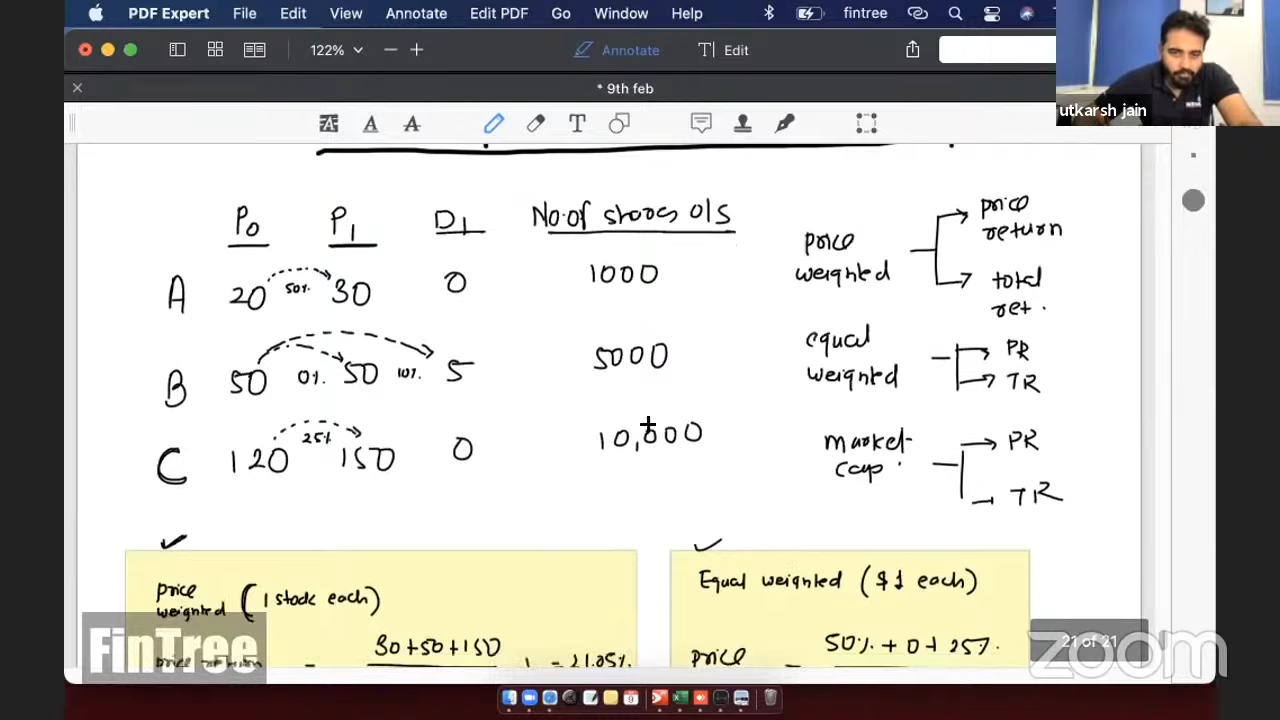 PDF Expert File Edit View Annotate Edit PDF Go Window Help fintree
122% Annotate T| Edit
* 9th feb
utkarsh jain
P0 P1 D1 No.of shares o/s
A 20 50% 30 0 1000
B 50 0% 50 10% 5 5000
C 120 25% 150 0 10,000
price weighted
price return
total ret.
equal weighted
PR
TR
market cap.
PR
TR
price weighted (1 stock each)
30+50+150
= 21.05%
Equal weighted ($1 each)
price = 50% + 0 + 25%.
FinTree
21 of 21
zoom